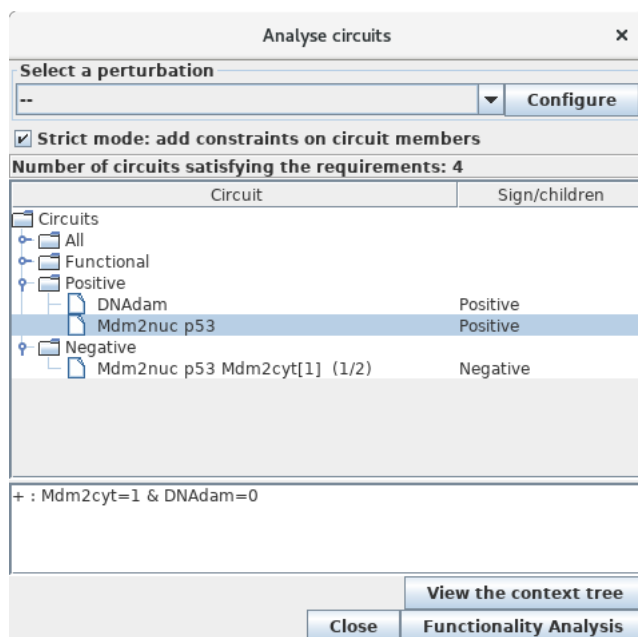 Analyse circuits ×
Select a perturbation
--
Configure
Strict mode: add constraints on circuit members
Number of circuits satisfying the requirements: 4
Circuit Sign/children
Circuits
All
Functional
Positive
DNAdam Positive
Mdm2nuc p53 Positive
Negative
Mdm2nuc p53 Mdm2cyt[1] (1/2) Negative
+ : Mdm2cyt=1 & DNAdam=0
View the context tree
Close Functionality Analysis